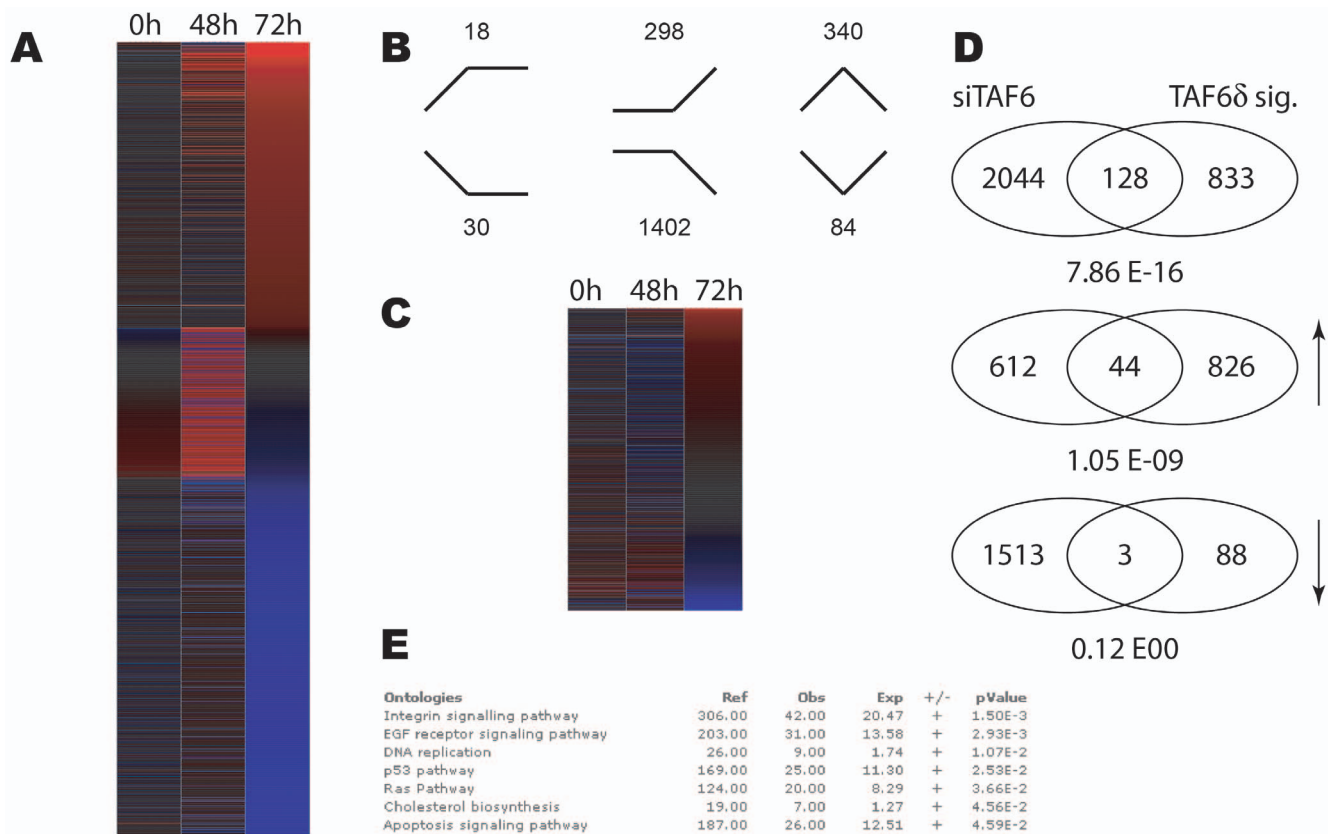 A
0h 48h 72h
B
18 298 340
30 1402 84
C
0h 48h 72h
D
siTAF6 TAF6δ sig.
2044 128 833
7.86 E-16
612 44 826
1.05 E-09
1513 3 88
0.12 E00
E
Ontologies Ref Obs Exp +/- pValue
Integrin signalling pathway 306.00 42.00 20.47 + 1.50E-3
EGF receptor signaling pathway 203.00 31.00 13.58 + 2.93E-3
DNA replication 26.00 9.00 1.74 + 1.07E-2
p53 pathway 169.00 25.00 11.30 + 2.53E-2
Ras Pathway 124.00 20.00 8.29 + 3.66E-2
Cholesterol biosynthesis 19.00 7.00 1.27 + 4.56E-2
Apoptosis signaling pathway 187.00 26.00 12.51 + 4.59E-2